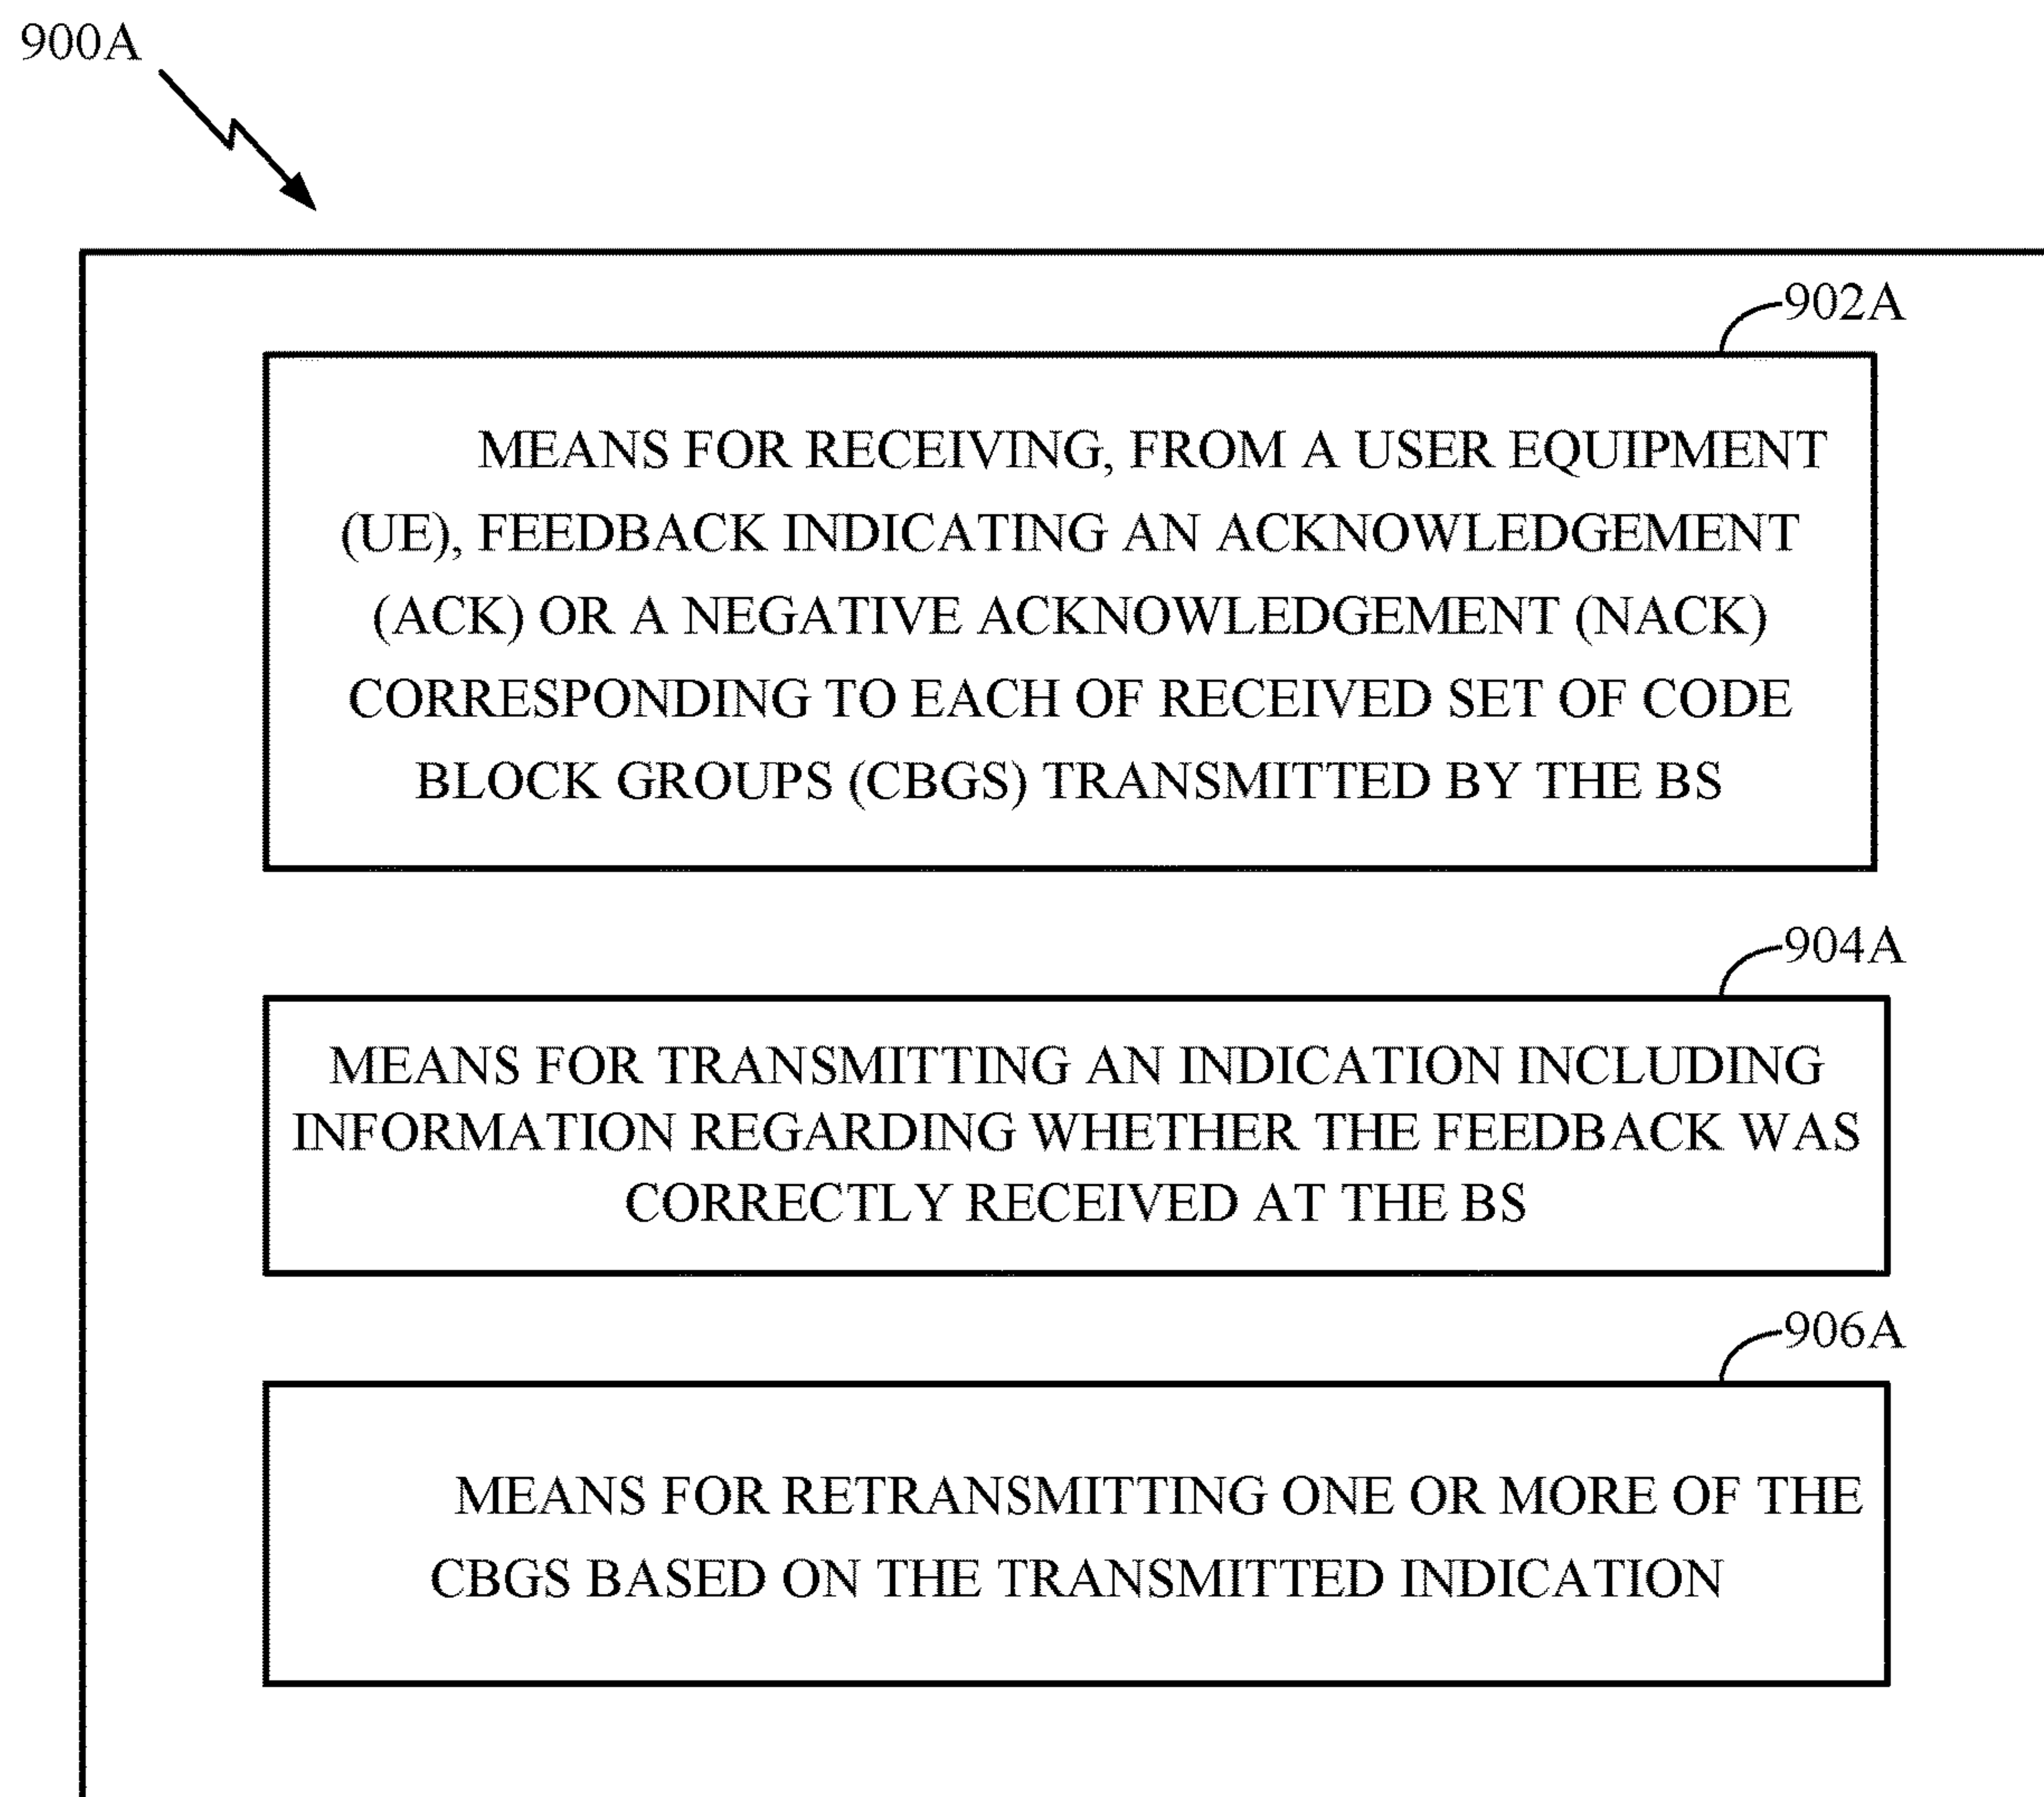 900A
902A
MEANS FOR RECEIVING, FROM A USER EQUIPMENT
(UE), FEEDBACK INDICATING AN ACKNOWLEDGEMENT
(ACK) OR A NEGATIVE ACKNOWLEDGEMENT (NACK)
CORRESPONDING TO EACH OF RECEIVED SET OF CODE
BLOCK GROUPS (CBGS) TRANSMITTED BY THE BS
904A
MEANS FOR TRANSMITTING AN INDICATION INCLUDING
INFORMATION REGARDING WHETHER THE FEEDBACK WAS
CORRECTLY RECEIVED AT THE BS
906A
MEANS FOR RETRANSMITTING ONE OR MORE OF THE
CBGS BASED ON THE TRANSMITTED INDICATION